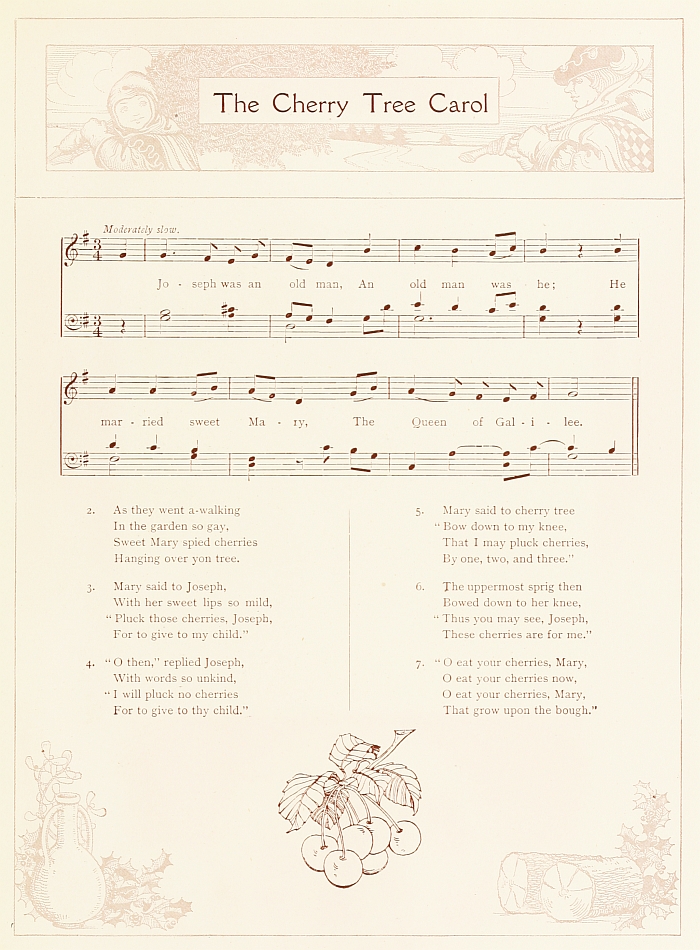 The Cherry Tree Carol
Moderately slow.
Jo - seph was an old man, An old man was he; He
mar - ried sweet Ma - ry, The Queen of Gal - i - lee.
2. As they went a-walking
In the garden so gay,
Sweet Mary spied cherries
Hanging over yon tree.
3. Mary said to Joseph,
With her sweet lips so mild,
"Pluck those cherries, Joseph,
For to give to my child."
4. "O then," replied Joseph,
With words so unkind,
"I will pluck no cherries
For to give to thy child."
5. Mary said to cherry tree
"Bow down to my knee,
That I may pluck cherries,
By one, two, and three."
6. The uppermost sprig then
Bowed down to her knee,
"Thus you may see, Joseph,
These cherries are for me."
7. "O eat your cherries, Mary,
O eat your cherries now,
O eat your cherries, Mary,
That grow upon the bough."